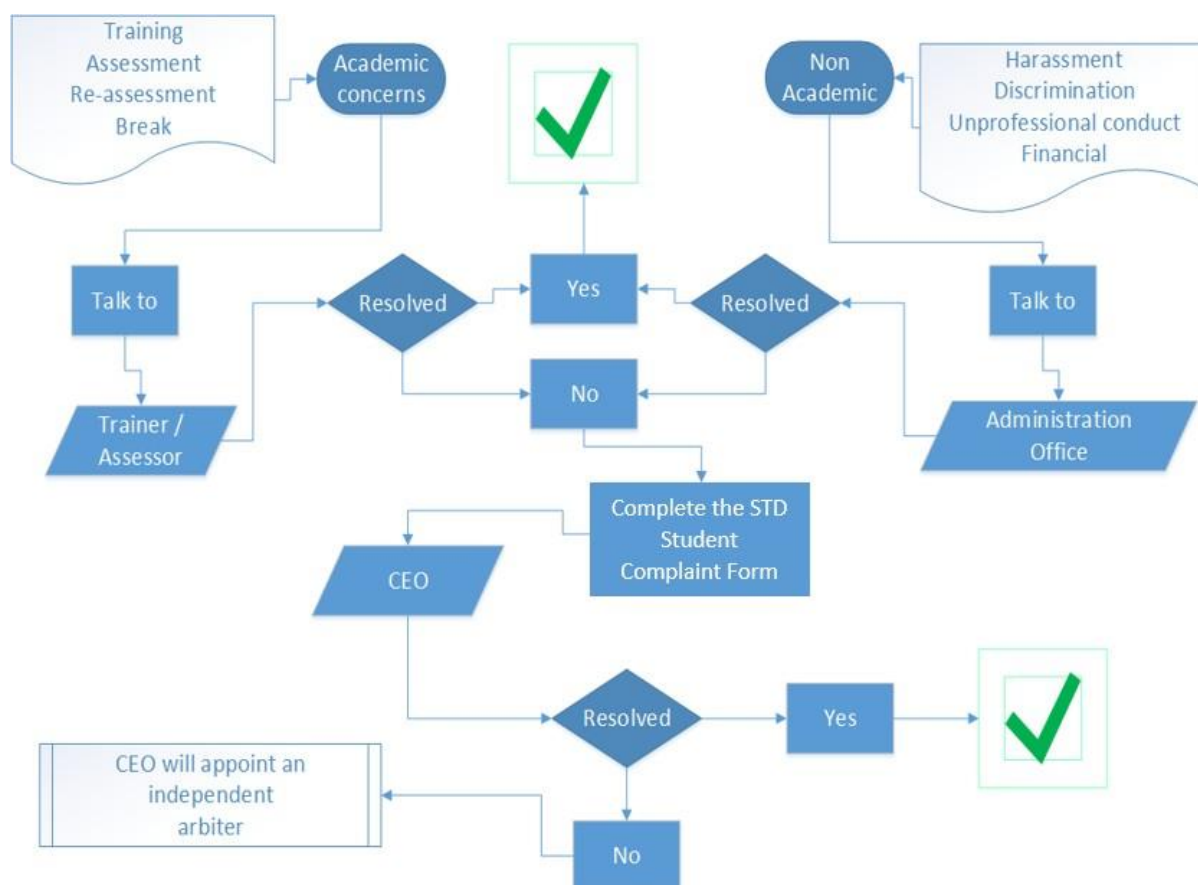 Training
Assessment
Re-assessment
Break
Academic
concerns
Non
Academic
Harassment
Discrimination
Unprofessional conduct
Financial
Talk to
Resolved
Yes
Resolved
Talk to
No
Trainer /
Assessor
Administration
Office
Complete the STD
Student
Complaint Form
CEO
Resolved
Yes
CEO will appoint an
independent
arbiter
No